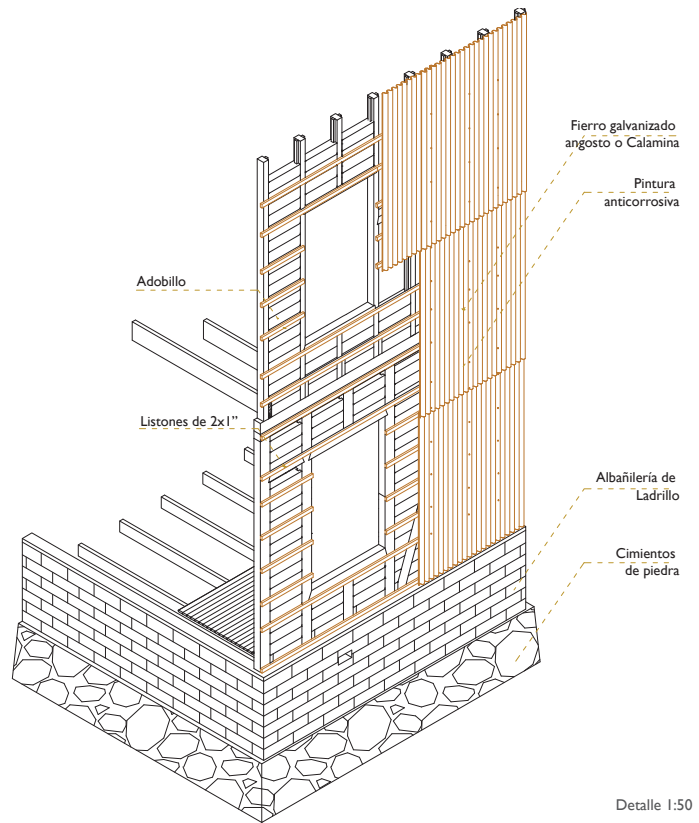 Fierro galvanizado
angosto o Calamina
Pintura
anticorrosiva
Adobillo
Listones de 2x1”
Albañilería de
Ladrillo
Cimientos
de piedra
Detalle 1:50